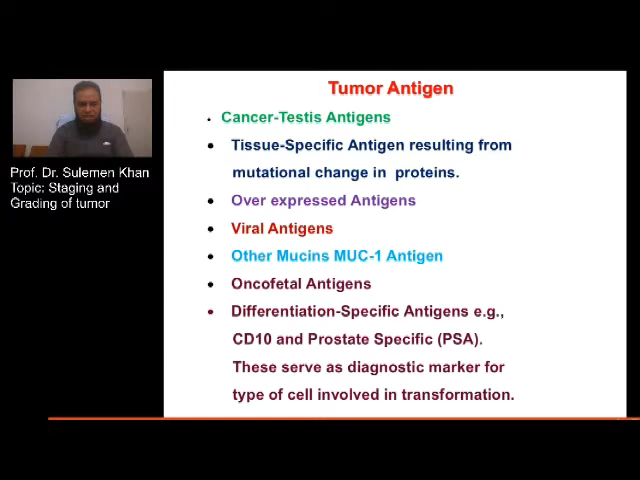 Tumor Antigen
• Cancer-Testis Antigens
• Tissue-Specific Antigen resulting from
mutational change in proteins.
• Over expressed Antigens
• Viral Antigens
• Other Mucins MUC-1 Antigen
• Oncofetal Antigens
• Differentiation-Specific Antigens e.g.,
CD10 and Prostate Specific (PSA).
These serve as diagnostic marker for
type of cell involved in transformation.
Prof. Dr. Sulemen Khan
Topic: Staging and
Grading of tumor